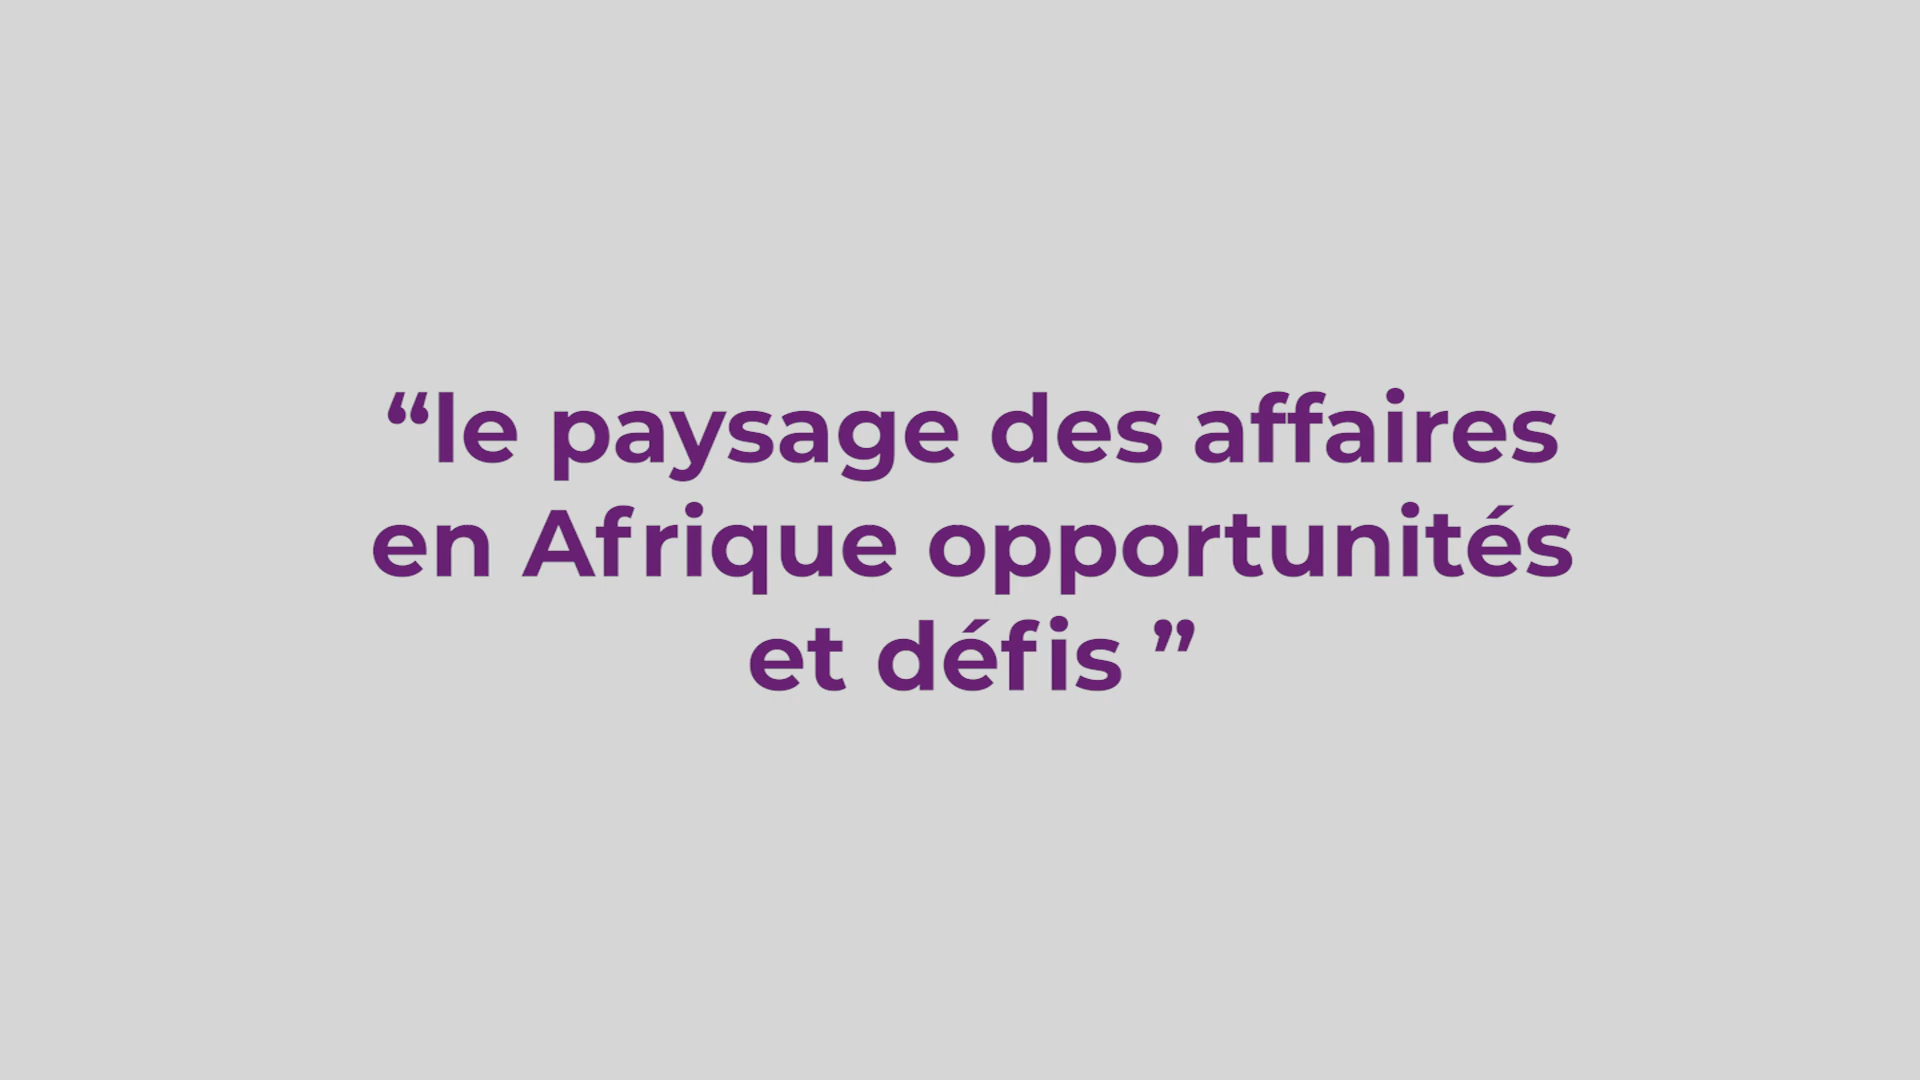 “le paysage des affaires
en Afrique opportunités
et défis ”